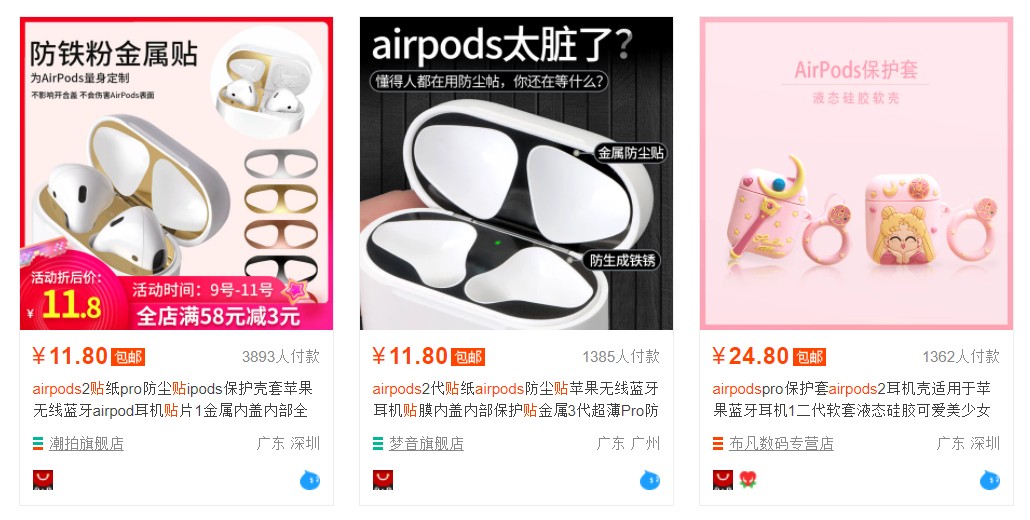 防铁粉金属贴
为AirPods量身定制
不影响开合盖 不会伤害AirPods表面
活动折后价：
¥11.8
活动时间：9号-11号
全店满58元减3元
¥11.80 包邮 3893人付款
airpods2贴纸pro防尘贴ipods保护壳套苹果
无线蓝牙airpod耳机贴片1金属内盖内部全
潮拍旗舰店 广东 深圳
airpods太脏了?
懂得人都在用防尘帖，你还在等什么?
金属防尘贴
防生成铁锈
¥11.80 包邮 1385人付款
airpods2代贴纸airpods防尘贴苹果无线蓝牙
耳机贴膜内盖内部保护贴金属3代超薄Pro防
梦音旗舰店 广东 广州
AirPods保护套
液态硅胶软壳
¥24.80 包邮 1362人付款
airpodspro保护套airpods2耳机壳适用于苹
果蓝牙耳机1二代软套液态硅胶可爱美少女
布凡数码专营店 广东 深圳